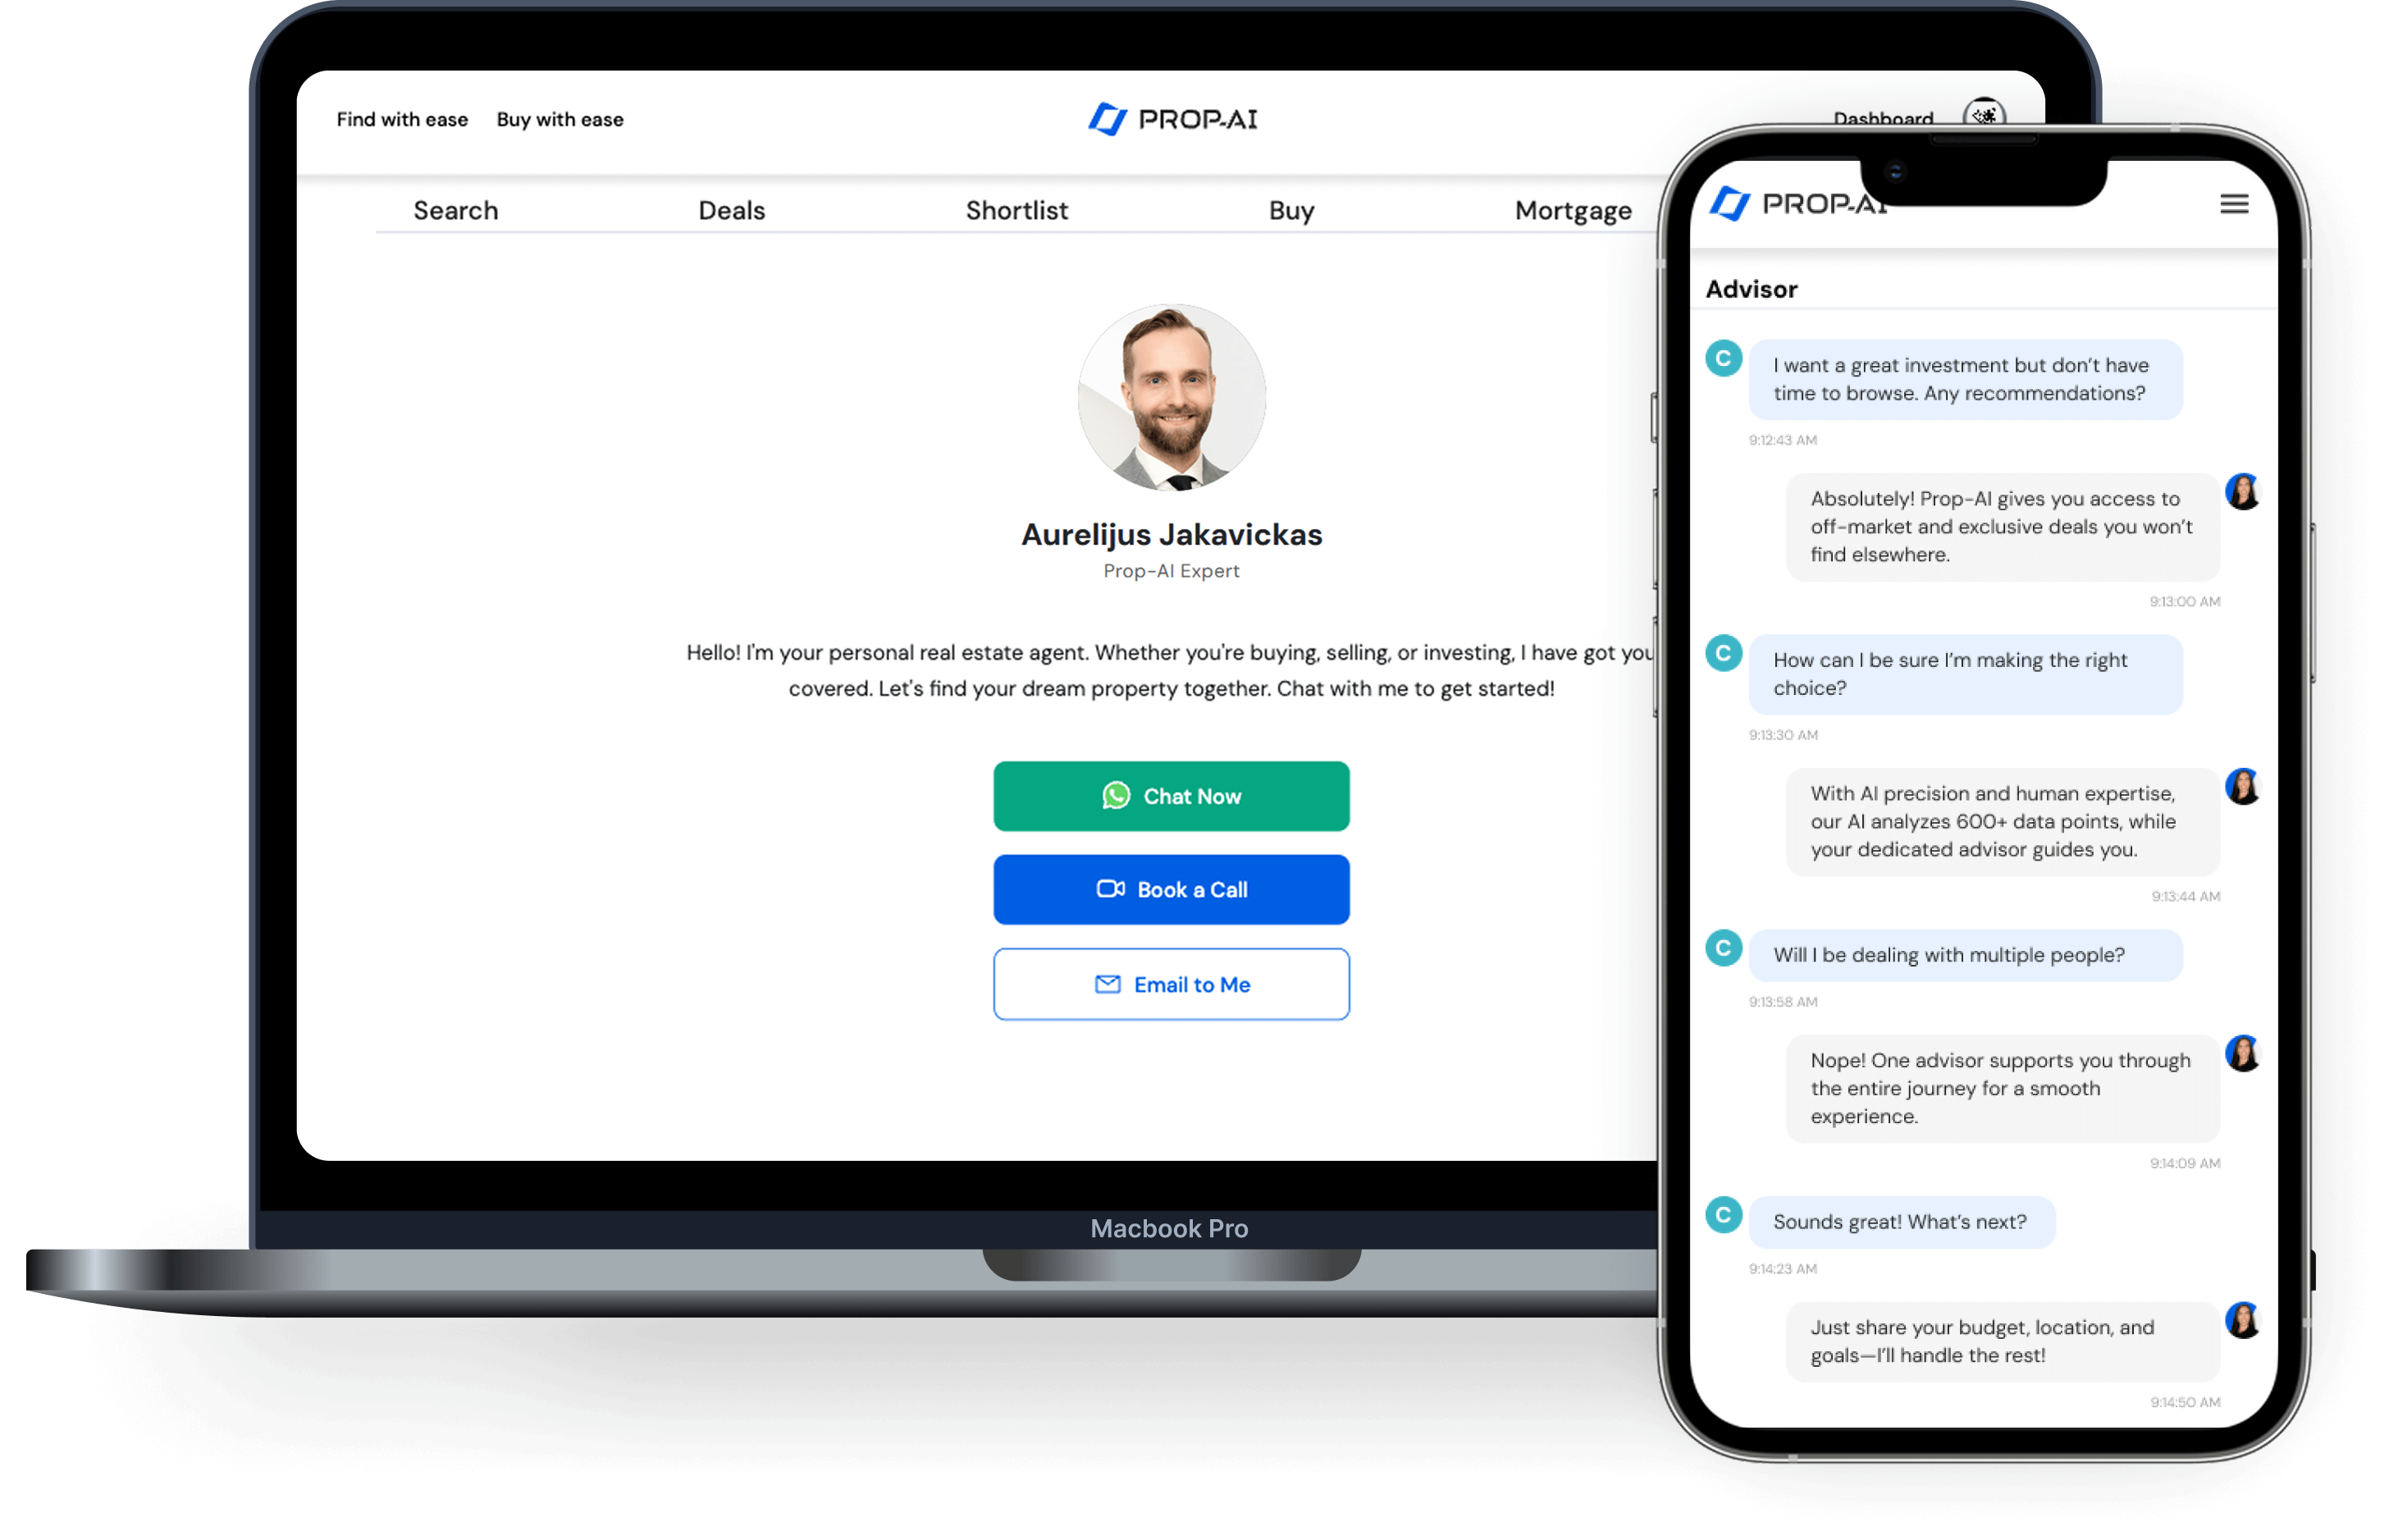 Find with ease
Buy with ease
PROP-AI
Dashboard
Search
Deals
Shortlist
Buy
Mortgage
Aurelijus Jakavickas
Prop-AI Expert
Hello! I'm your personal real estate agent. Whether you're buying, selling, or investing, I have got you
covered. Let's find your dream property together. Chat with me to get started!
Chat Now
Book a Call
Email to Me
Macbook Pro
PROP-AI
Advisor
C
I want a great investment but don't have
time to browse. Any recommendations?
9:12:43 AM
Absolutely! Prop-AI gives you access to
off-market and exclusive deals you won't
find elsewhere.
9:13:00 AM
C
How can I be sure I'm making the right
choice?
9:13:30 AM
With AI precision and human expertise,
our AI analyzes 600+ data points, while
your dedicated advisor guides you.
9:13:44 AM
C
Will I be dealing with multiple people?
9:13:58 AM
Nope! One advisor supports you through
the entire journey for a smooth
experience.
9:14:09 AM
C
Sounds great! What's next?
9:14:23 AM
Just share your budget, location, and
goals—I'll handle the rest!
9:14:50 AM